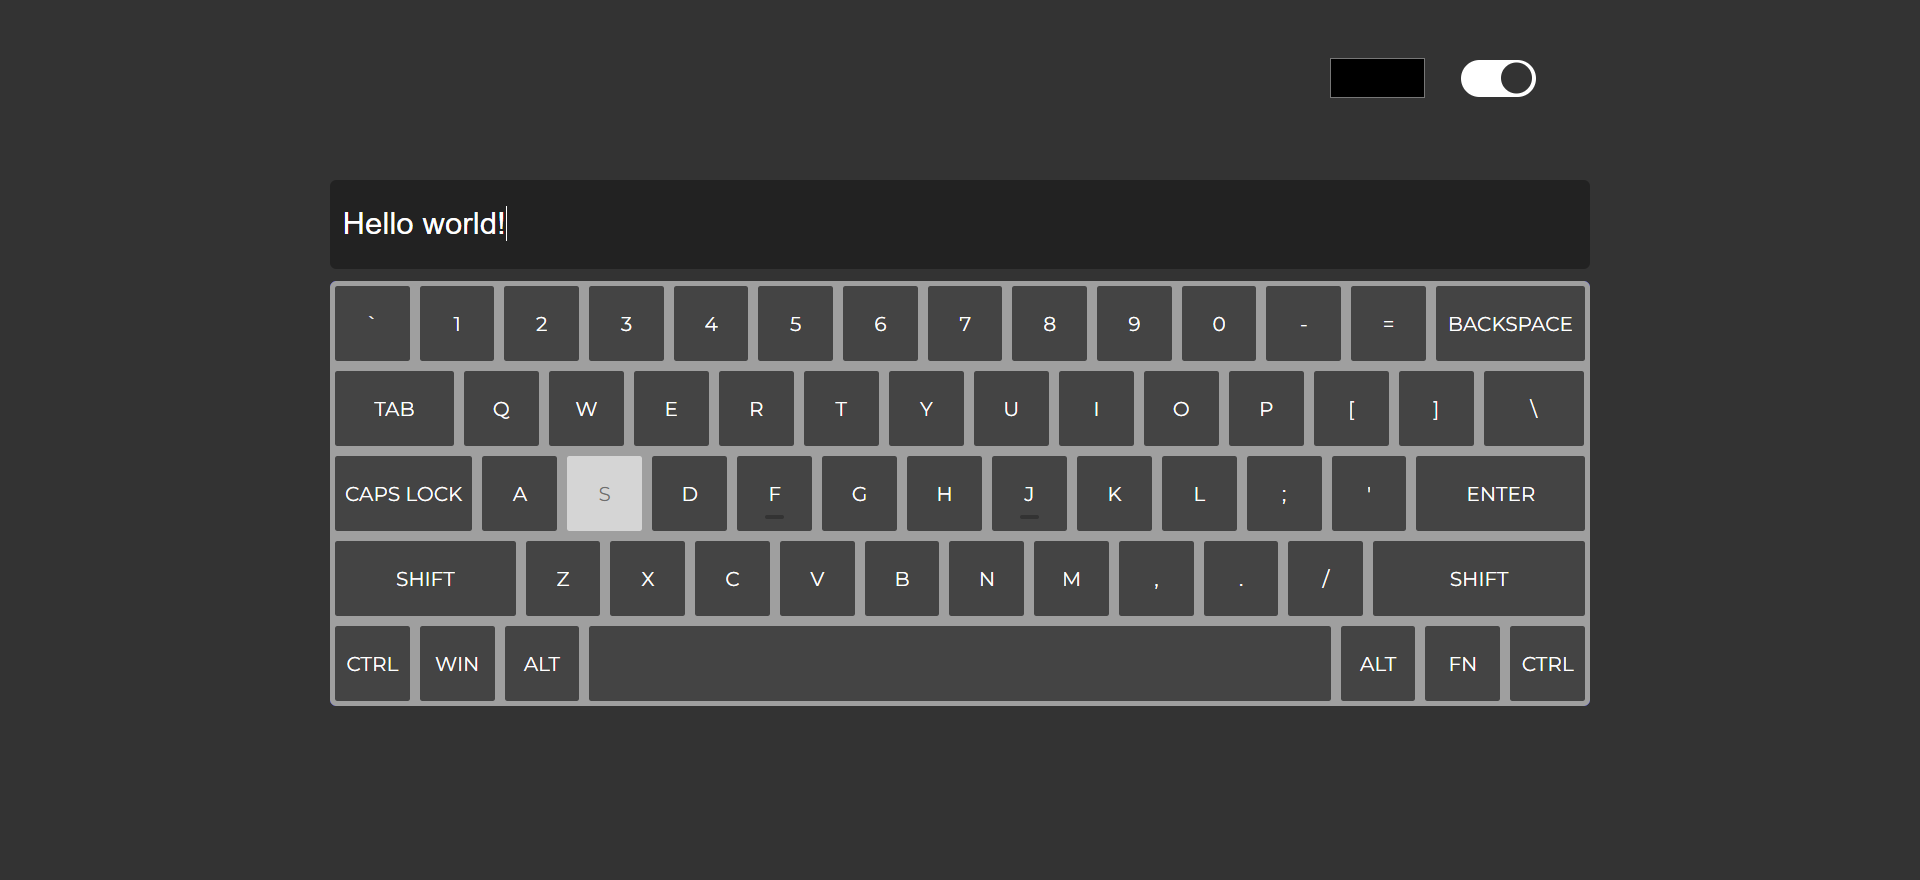 Hello world!
` 1 2 3 4 5 6 7 8 9 0 - = BACKSPACE
TAB Q W E R T Y U I O P [ ] \
CAPS LOCK A S D F G H J K L ; ' ENTER
SHIFT Z X C V B N M , . / SHIFT
CTRL WIN ALT ALT FN CTRL